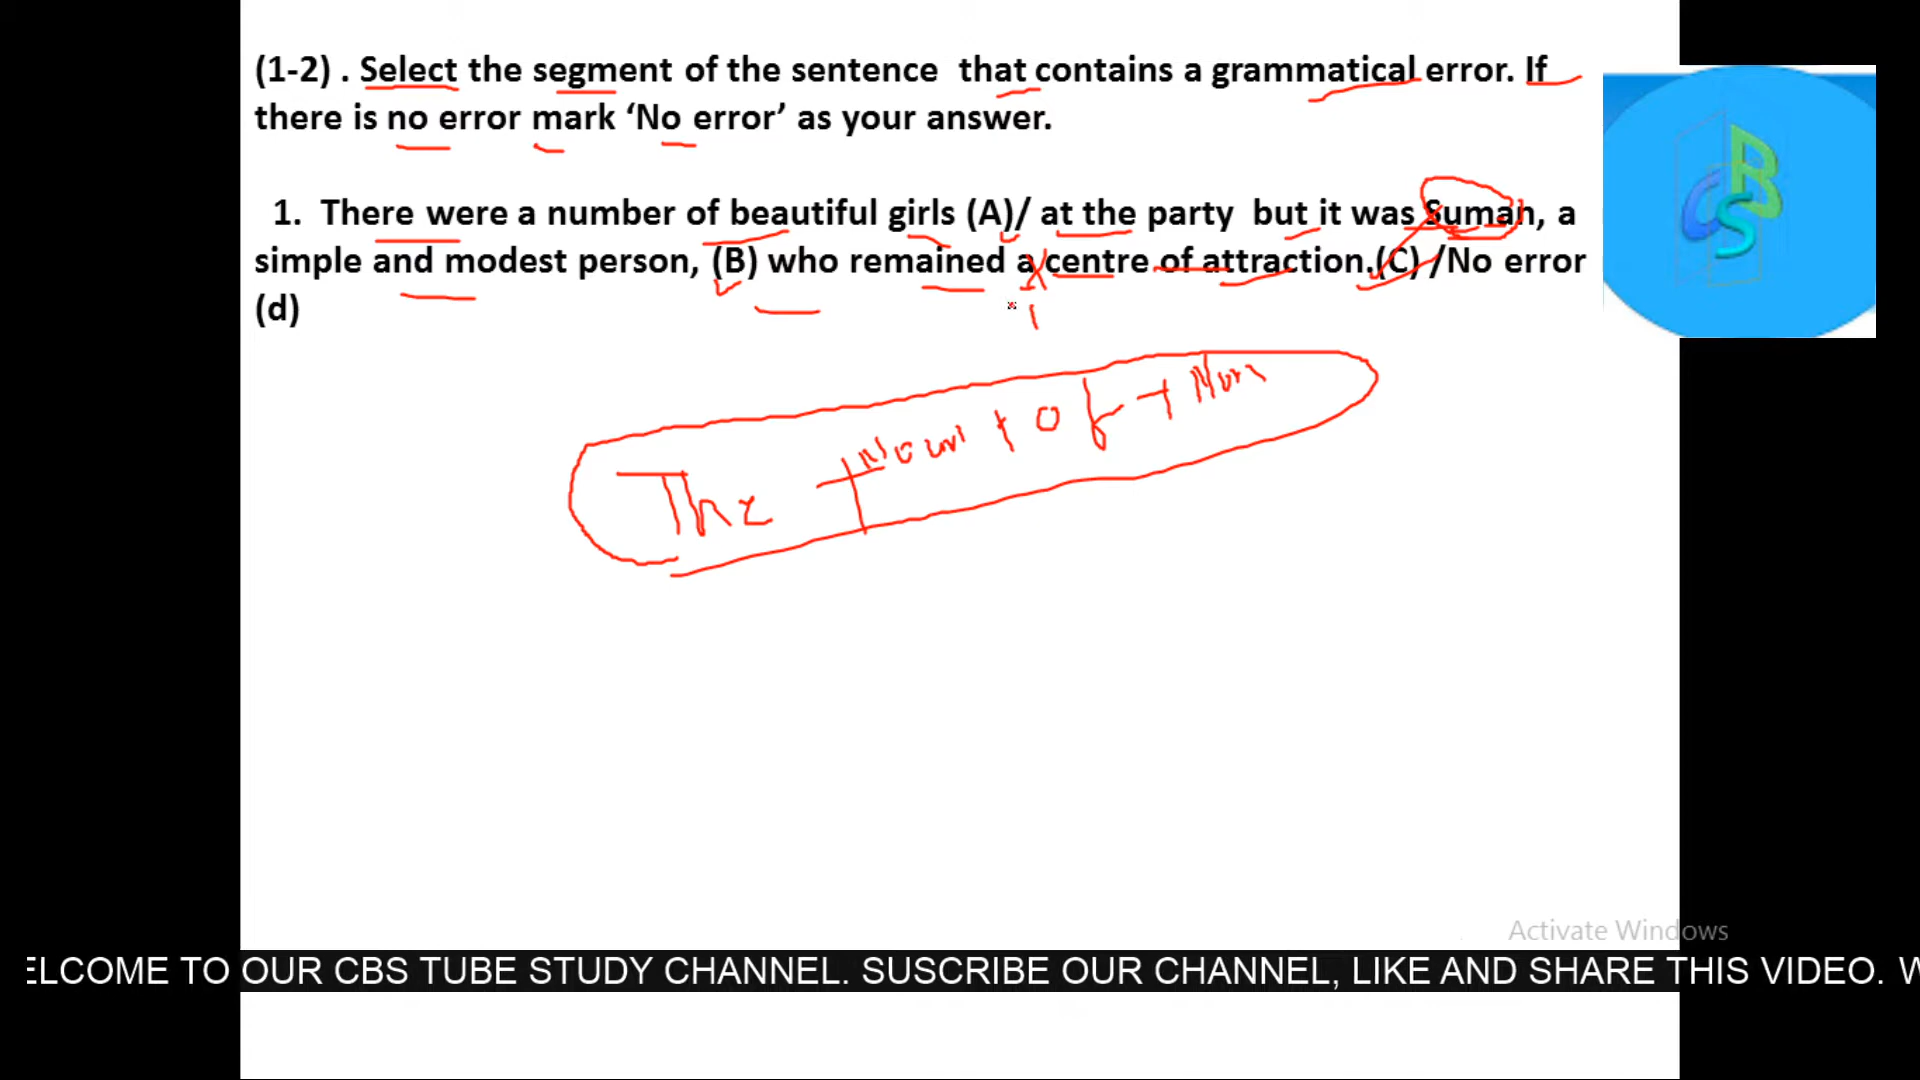 (1-2) . Select the segment of the sentence that contains a grammatical error. If
there is no error mark ‘No error’ as your answer.
1. There were a number of beautiful girls (A)/ at the party but it was Suman, a
simple and modest person, (B) who remained a centre of attraction.(C) /No error
(d)
CBS
The + Noun + of +
Activate Windows
ELCOME TO OUR CBS TUBE STUDY CHANNEL. SUSCRIBE OUR CHANNEL, LIKE AND SHARE THIS VIDEO. W